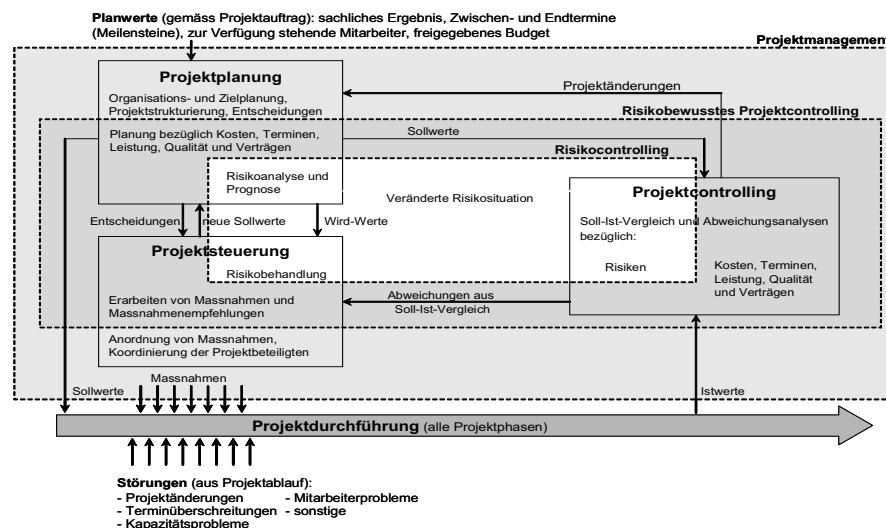 Planwerte (gemäss Projektauftrag): sachliches Ergebnis, Zwischen- und Endtermine
(Meilensteine), zur Verfügung stehende Mitarbeiter, freigegebenes Budget
Projektmanagement
Projektplanung
Organisations- und Zielplanung,
Projektstrukturierung, Entscheidungen
Projektänderungen
Risikobewusstes Projektcontrolling
Planung bezüglich Kosten, Terminen,
Leistung, Qualität und Verträgen
Sollwerte
Risikocontrolling
Risikoanalyse und
Prognose
Veränderte Risikosituation
Projektcontrolling
Soll-Ist-Vergleich und Abweichungsanalysen
bezüglich:
Risiken
Kosten, Terminen,
Leistung, Qualität
und Verträgen
Entscheidungen
neue Sollwerte
Wird-Werte
Projektsteuerung
Risikobehandlung
Erarbeiten von Massnahmen und
Massnahmenempfehlungen
Abweichungen aus
Soll-Ist-Vergleich
Anordnung von Massnahmen,
Koordinierung der Projektbeteiligten
Massnahmen
Sollwerte
Istwerte
Projektdurchführung (alle Projektphasen)
Störungen (aus Projektablauf):
- Projektänderungen - Mitarbeiterprobleme
- Terminüberschreitungen - sonstige
- Kapazitätsprobleme